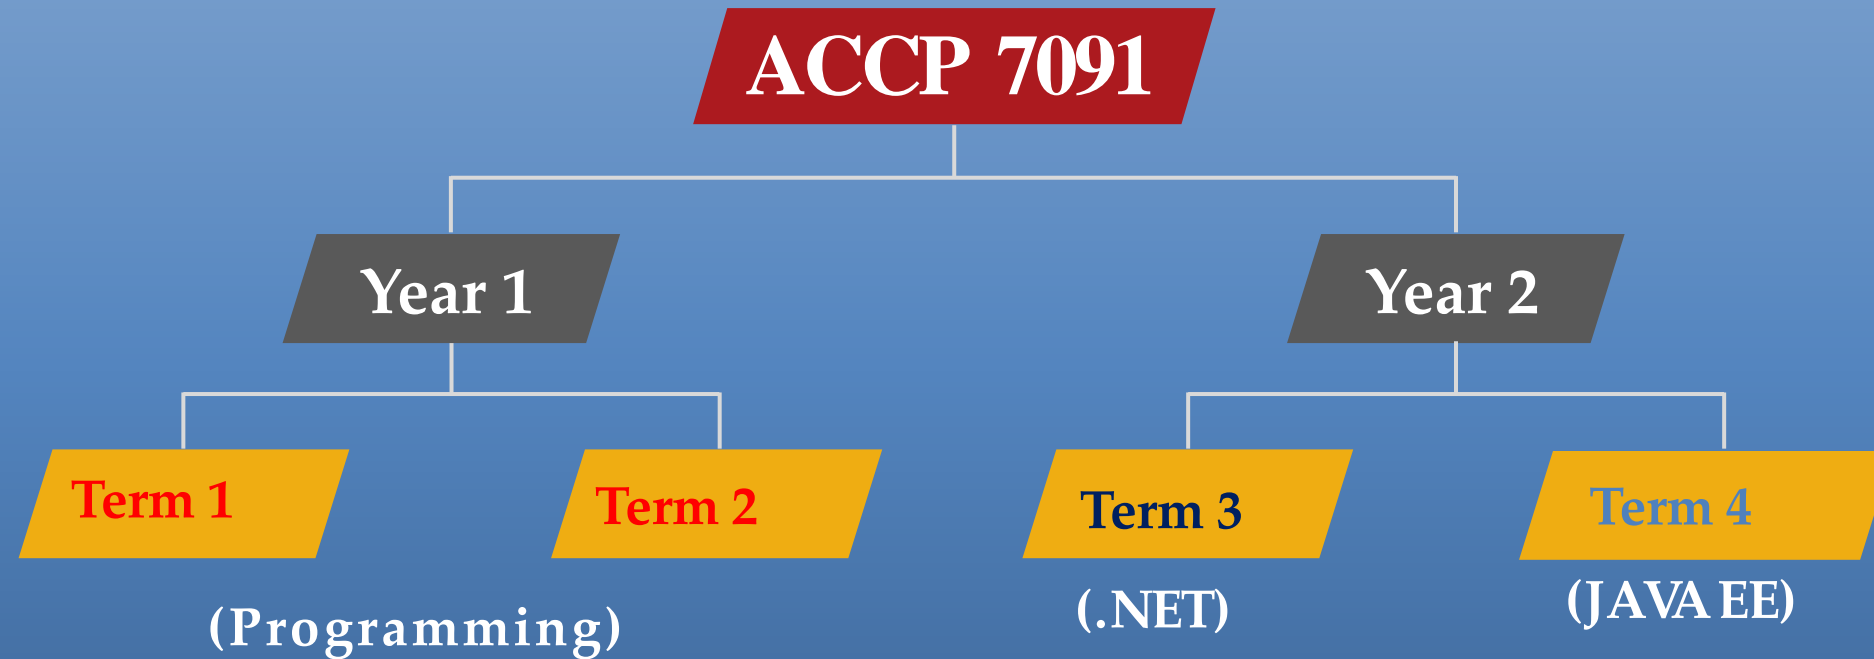 ACCP 7091
Year 1
Year 2
Term 1
Term 2
Term 3
Term 4
(Programming)
(.NET)
(JAVA EE)